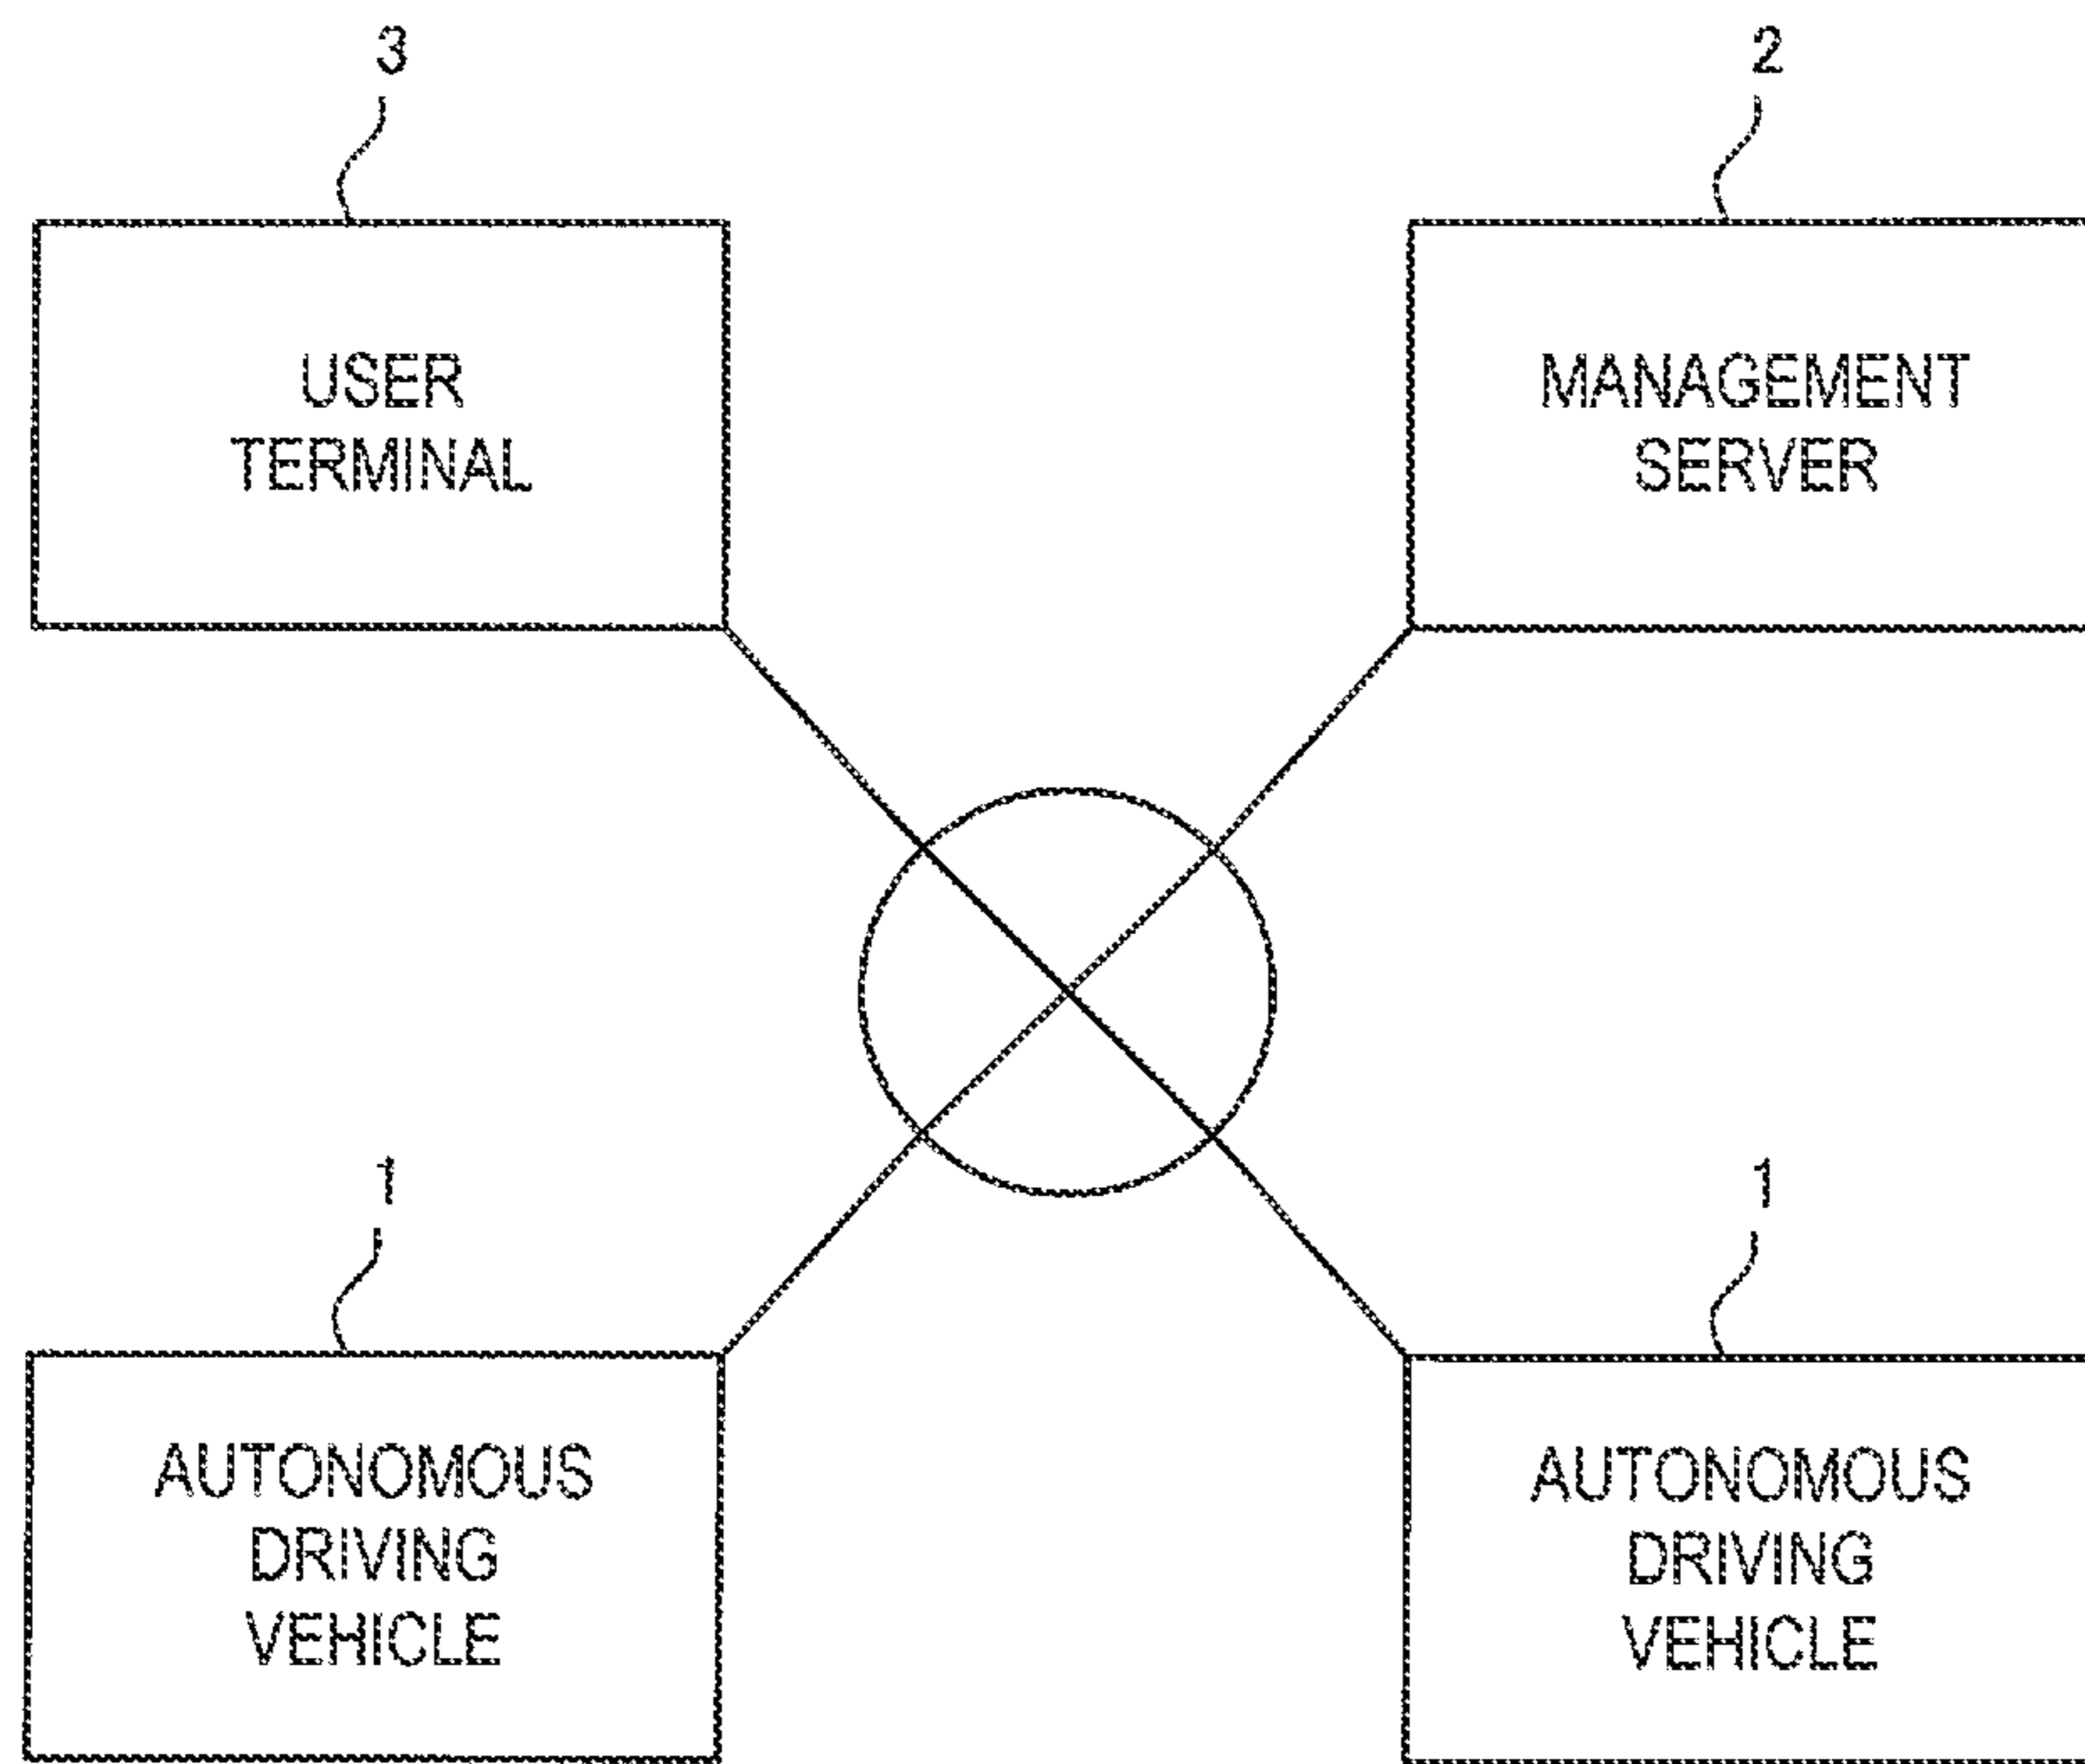 3
2
USER
TERMINAL
MANAGEMENT
SERVER
1
1
AUTONOMOUS
DRIVING
VEHICLE
AUTONOMOUS
DRIVING
VEHICLE